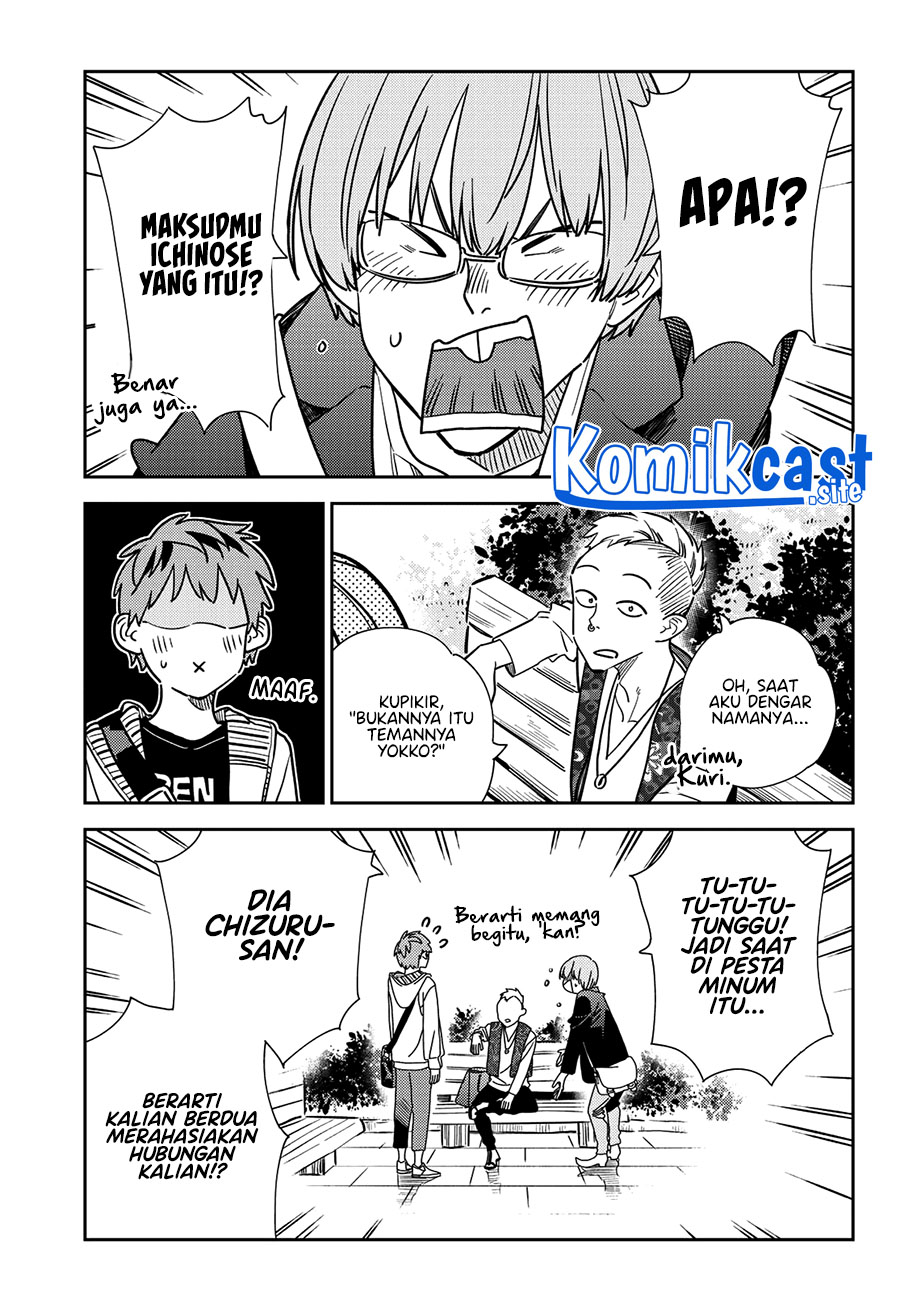 APA!?
MAKSUDMU
ICHINOSE
YANG ITU!?
Benar
juga ya...
Komikcast
.site
OH, SAAT
AKU DENGAR
NAMANYA...
darimu,
Kuri.
KUPIKIR,
"BUKANNYA ITU
TEMANNYA
YOKKO?"
MAAF.
REN
TU-TU-
TU-TU-TU-
TUNGGU!
JADI SAAT
DI PESTA
MINUM
ITU...
Berarti memang
begitu, 'kan?
DIA
CHIZURU-
SAN!
BERARTI
KALIAN BERDUA
MERAHASIAKAN
HUBUNGAN
KALIAN!?